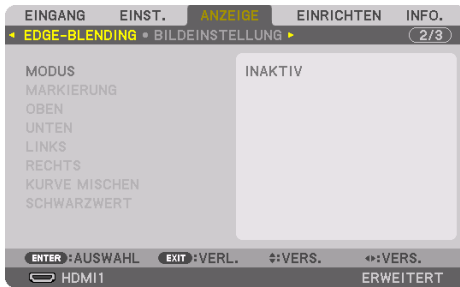 EINGANG EINST. ANZEIGE EINRICHTEN INFO.
EDGE-BLENDING • BILDEINSTELLUNG 2/3
MODUS INAKTIV
MARKIERUNG
OBEN
UNTEN
LINKS
RECHTS
KURVE MISCHEN
SCHWARZWERT
ENTER:AUSWAHL EXIT:VERL. :VERS. :VERS.
HDMI1 ERWEITERT